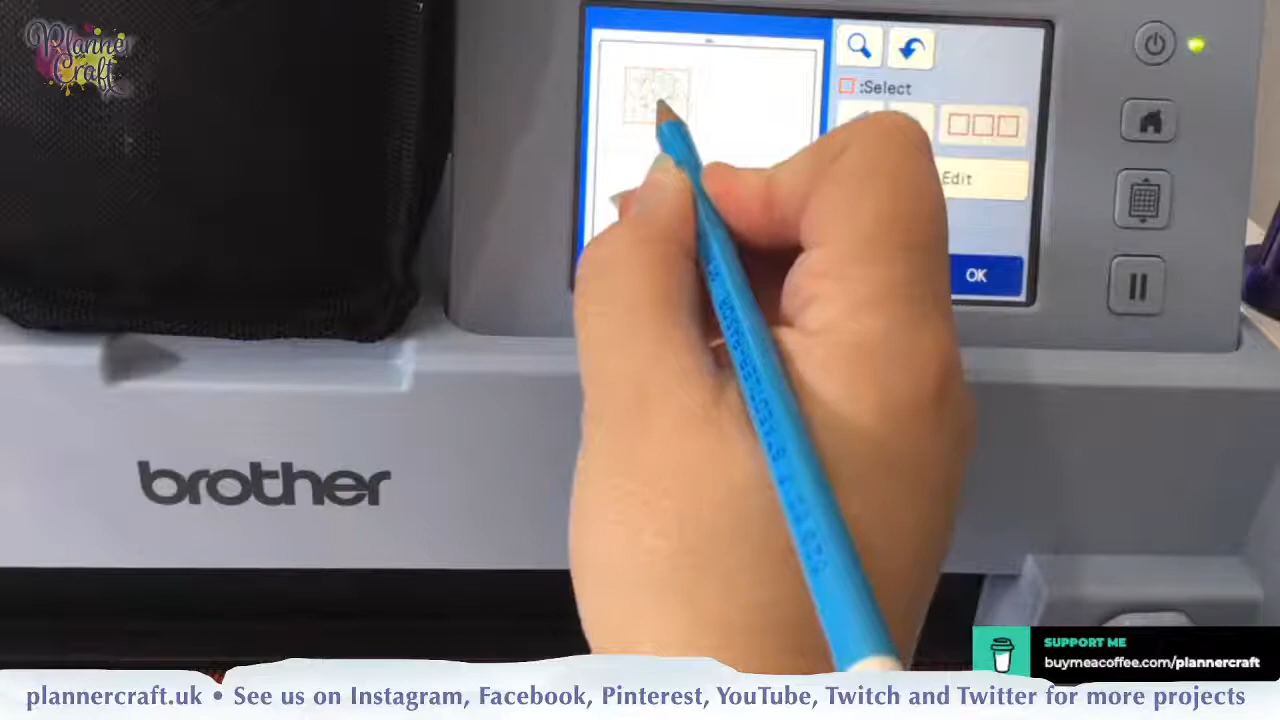 Planner
Craft
:Select
Edit
OK
brother
STAEDTLER
SUPPORT ME
buymeacoffee.com/plannercraft
plannercraft.uk • See us on Instagram, Facebook, Pinterest, YouTube, Twitch and Twitter for more projects